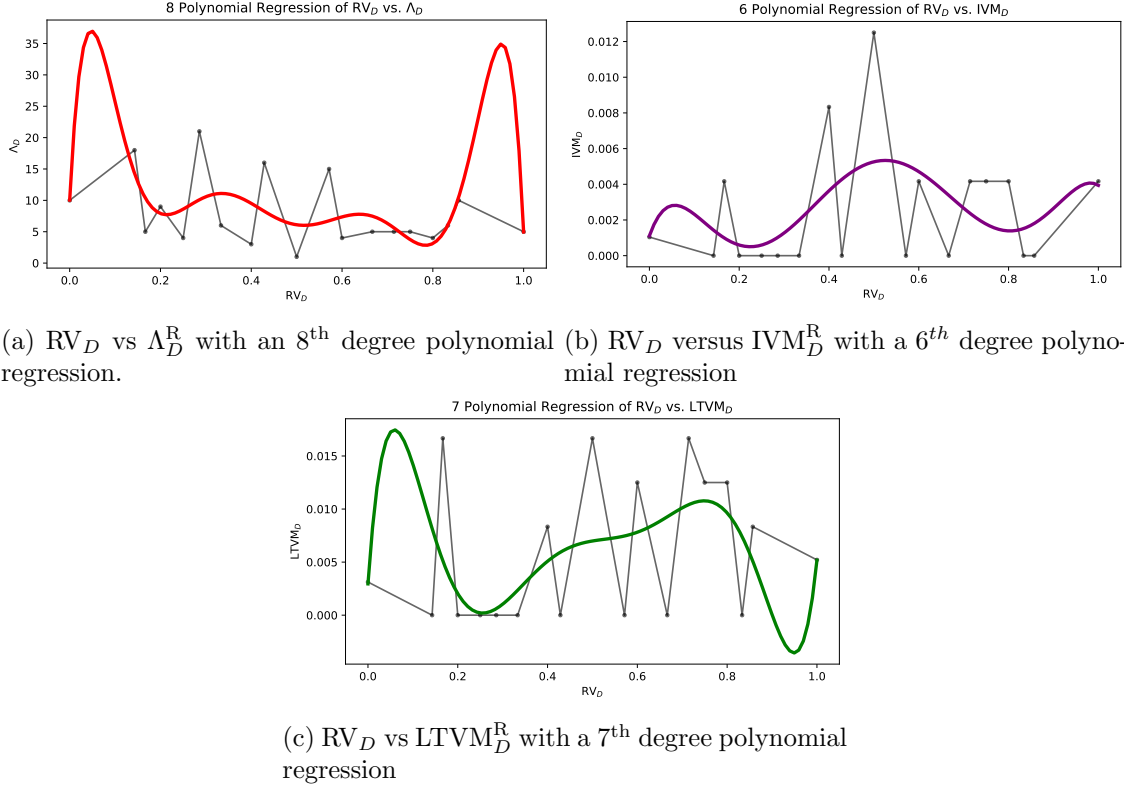 8 Polynomial Regression of RV_D vs. Λ_D
35
30
25
20
15
10
5
0
Λ_D
0.0 0.2 0.4 0.6 0.8 1.0
RV_D
(a) RV_D vs Λ_D^R with an 8^th degree polynomial
regression.
6 Polynomial Regression of RV_D vs. IVM_D
0.012
0.010
0.008
0.006
0.004
0.002
0.000
IVM_D
0.0 0.2 0.4 0.6 0.8 1.0
RV_D
(b) RV_D versus IVM_D^R with a 6^th degree polyno-
mial regression
7 Polynomial Regression of RV_D vs. LTVM_D
0.015
0.010
0.005
0.000
LTVM_D
0.0 0.2 0.4 0.6 0.8 1.0
RV_D
(c) RV_D vs LTVM_D^R with a 7^th degree polynomial
regression